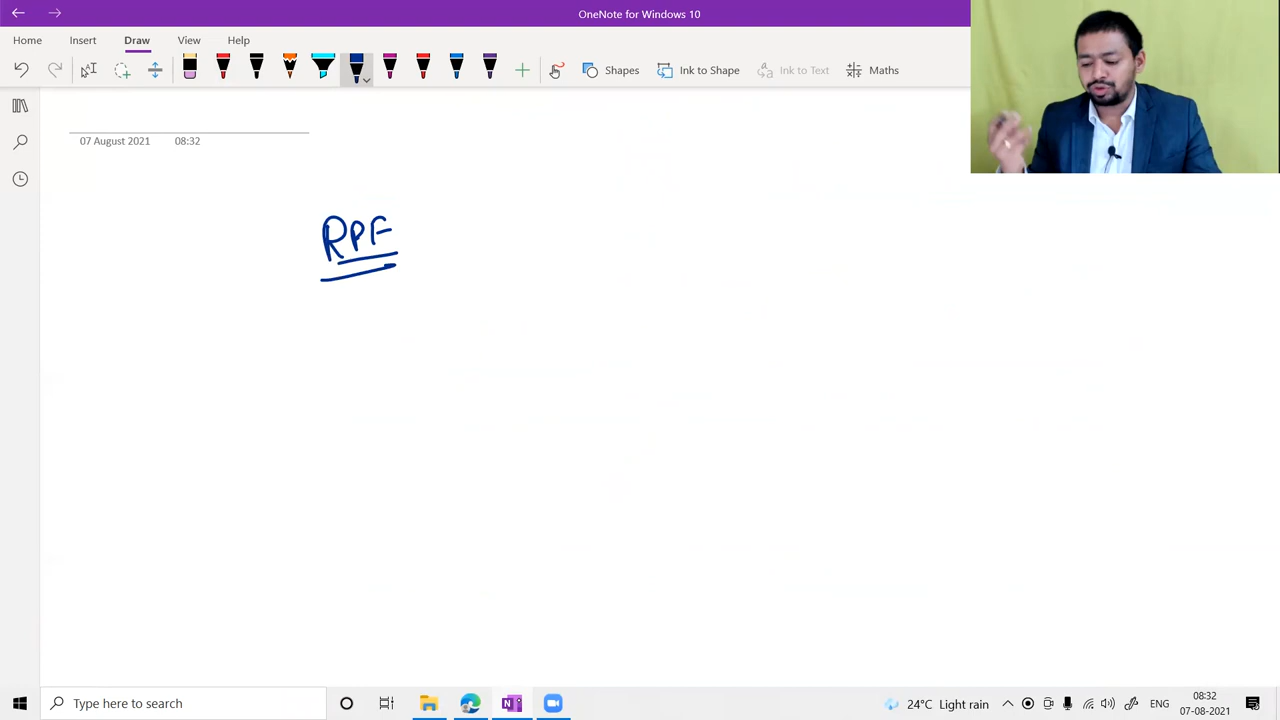 OneNote for Windows 10
Home Insert Draw View Help
Shapes Ink to Shape Ink to Text Maths
07 August 2021 08:32
RPF
Type here to search
24°C Light rain
ENG
08:32
07-08-2021